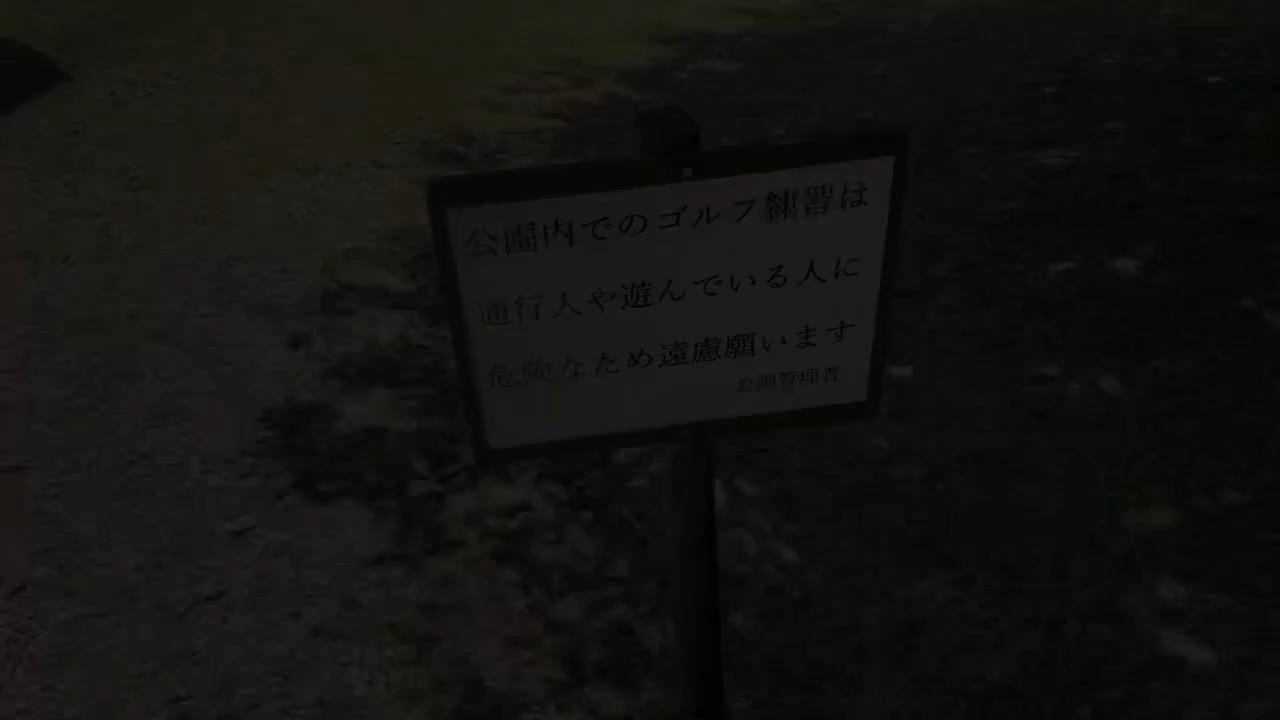 公園内でのゴルフ練習は
通行人や遊んでいる人に
危険なため遠慮願います
公園管理者